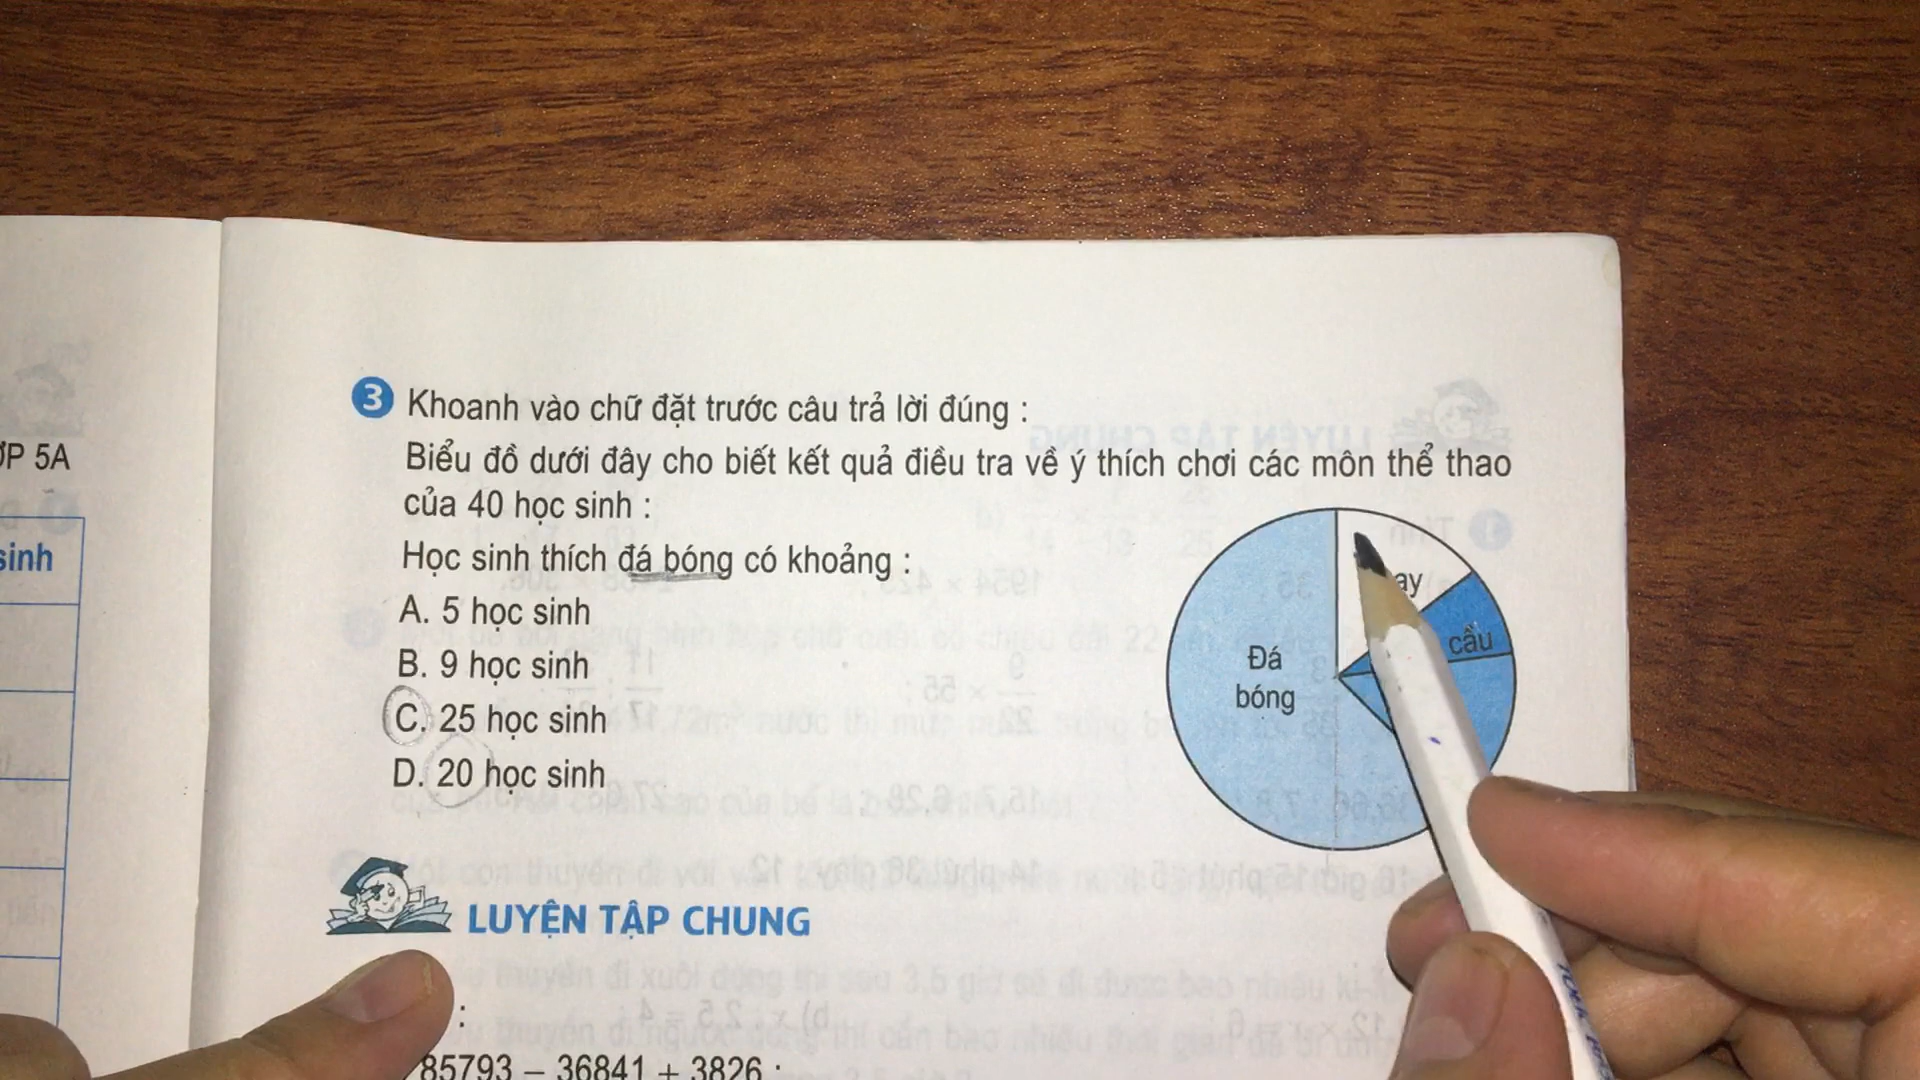 ỚP 5A
sinh
3 Khoanh vào chữ đặt trước câu trả lời đúng :
Biểu đồ dưới đây cho biết kết quả điều tra về ý thích chơi các môn thể thao
của 40 học sinh :
Học sinh thích đá bóng có khoảng :
A. 5 học sinh
B. 9 học sinh
C. 25 học sinh
D. 20 học sinh
ay
cầu
Đá
bóng
LUYỆN TẬP CHUNG
:
85793 – 36841 + 3826 ;